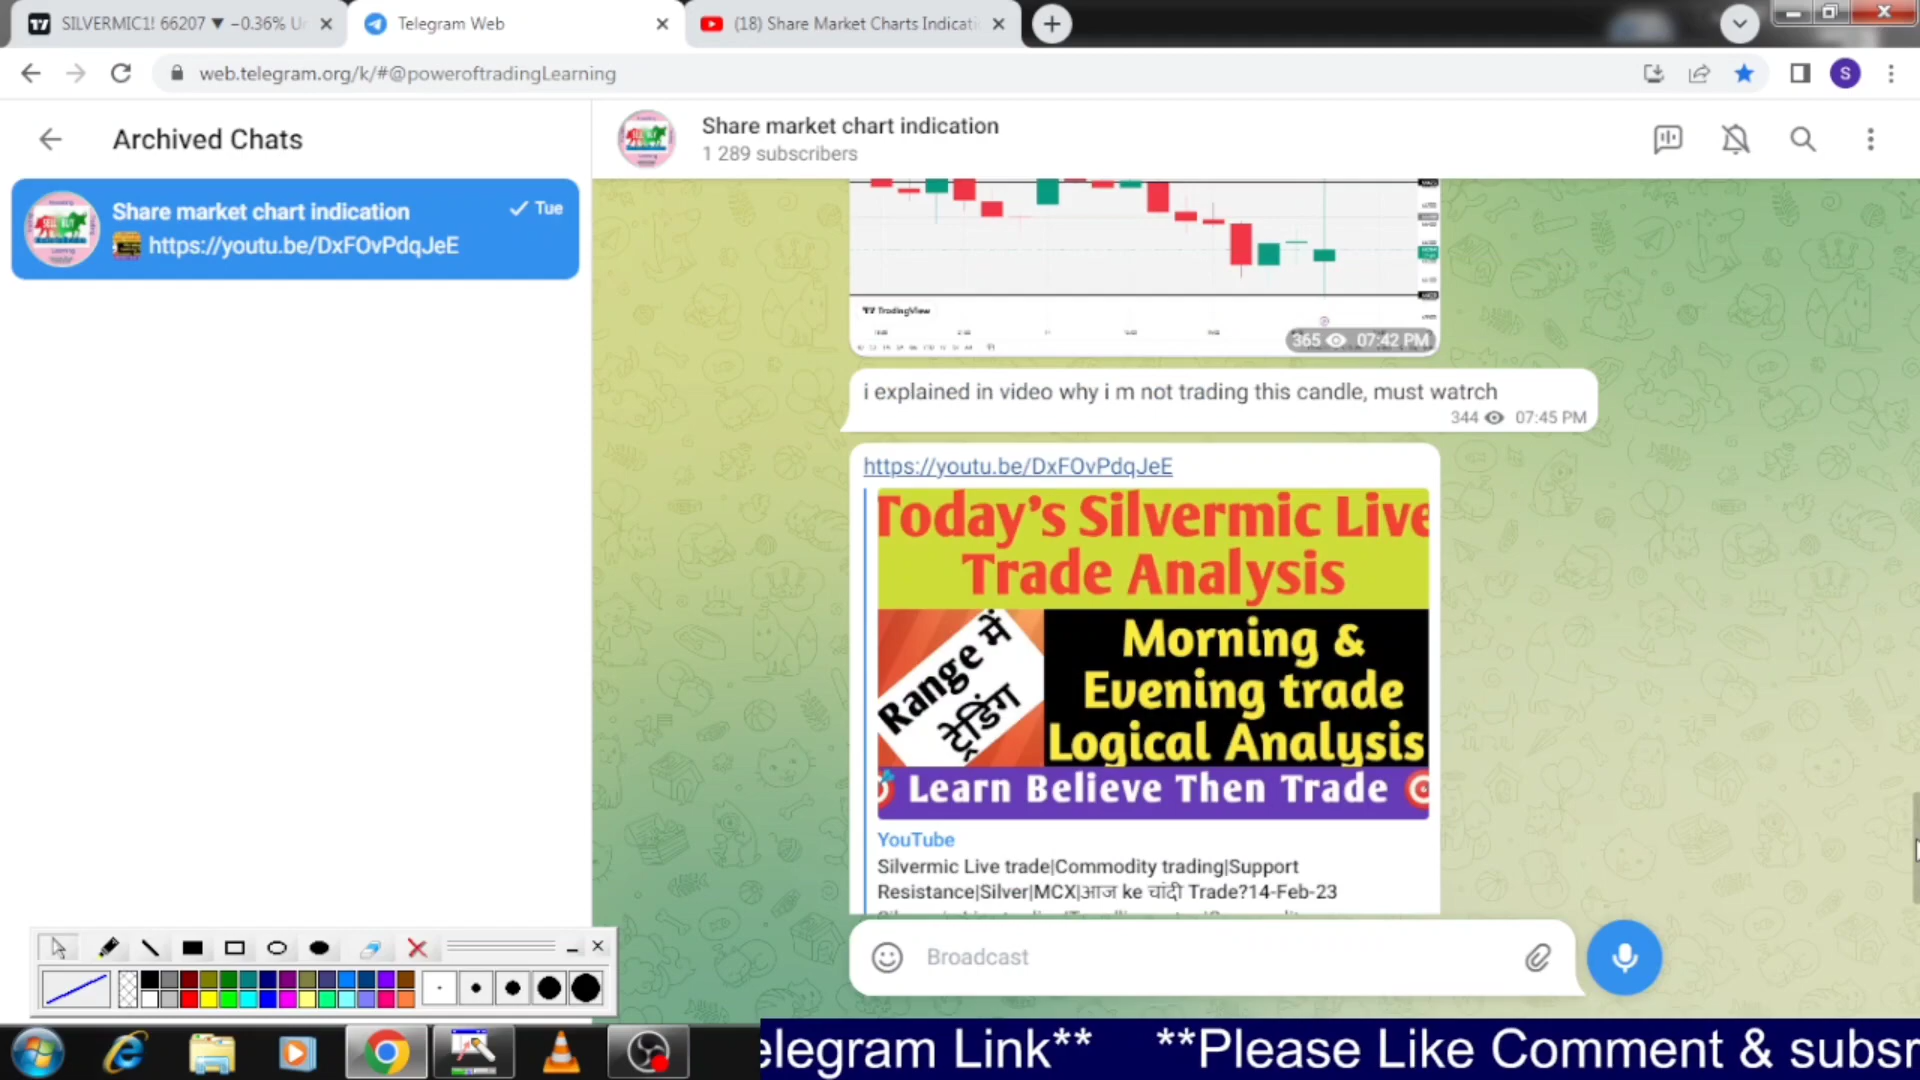 SILVERMIC1! 66207 ▼ −0.36% U
Telegram Web
(18) Share Market Charts Indicati
web.telegram.org/k/#@poweroftradingLearning
S
Archived Chats
Share market chart indication
1 289 subscribers
Share market chart indication
Tue
https://youtu.be/DxFOvPdqJeE
SELL BUY
TradingView
365 07:42 PM
i explained in video why i m not trading this candle, must watrch
344 07:45 PM
https://youtu.be/DxFOvPdqJeE
Today's Silvermic Live
Trade Analysis
Range में
ट्रेडिंग
Morning &
Evening trade
Logical Analysis
Learn Believe Then Trade
YouTube
Silvermic Live trade|Commodity trading|Support
Resistance|Silver|MCX|आज ke चांदी Trade?14-Feb-23
Broadcast
elegram Link** **Please Like Comment & subsr